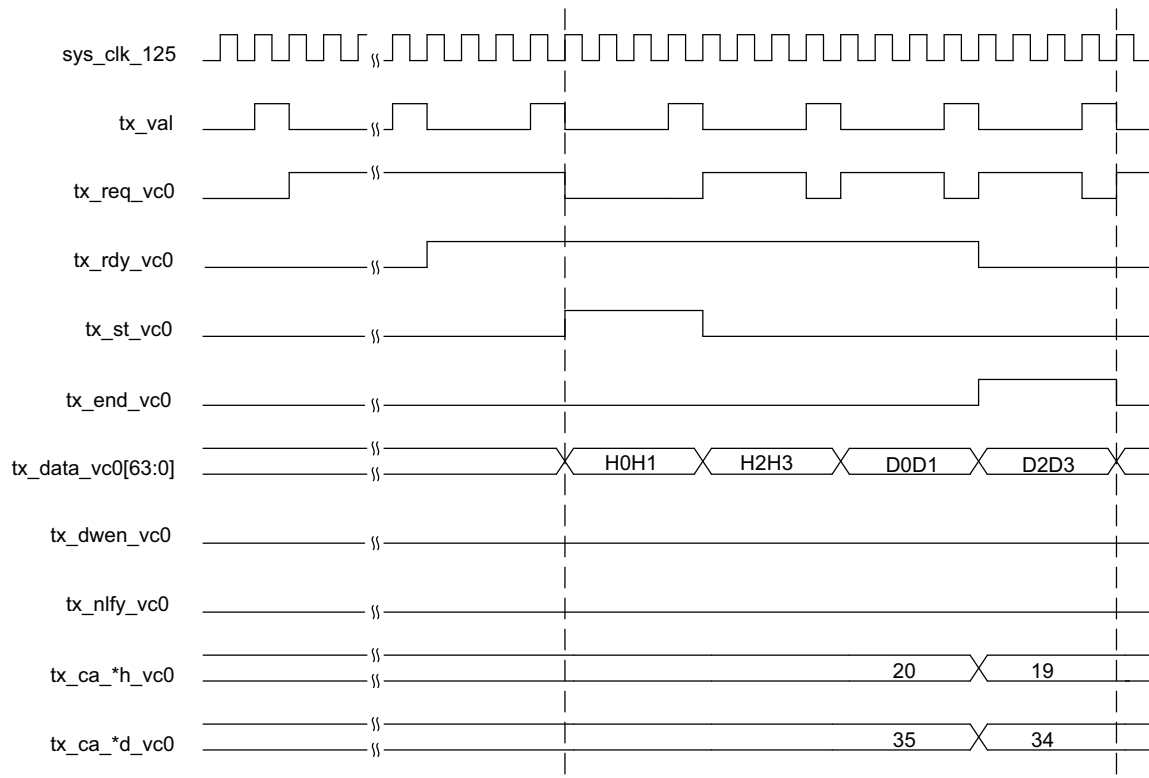 sys_clk_125
tx_val
tx_req_vc0
tx_rdy_vc0
tx_st_vc0
tx_end_vc0
tx_data_vc0[63:0] H0H1 H2H3 D0D1 D2D3
tx_dwen_vc0
tx_nlfy_vc0
tx_ca_*h_vc0 20 19
tx_ca_*d_vc0 35 34